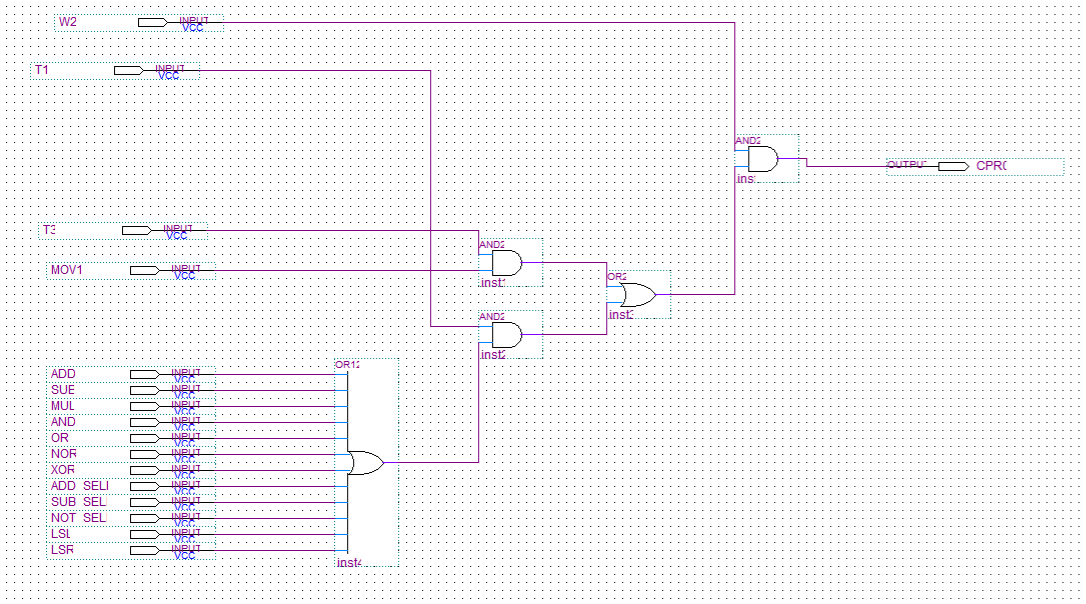 W2 INPUT VCC
T1 INPUT VCC
AND2
OUTPUT CPR0
inst
T3 INPUT VCC
AND2
MOV1 INPUT VCC
inst1
OR2
inst3
AND2
inst2
OR12
ADD INPUT VCC
SUB INPUT VCC
MUL INPUT VCC
AND INPUT VCC
OR INPUT VCC
NOR INPUT VCC
XOR INPUT VCC
ADD_SELF INPUT VCC
SUB_SELF INPUT VCC
NOT_SELF INPUT VCC
LSL INPUT VCC
LSR INPUT VCC
inst4